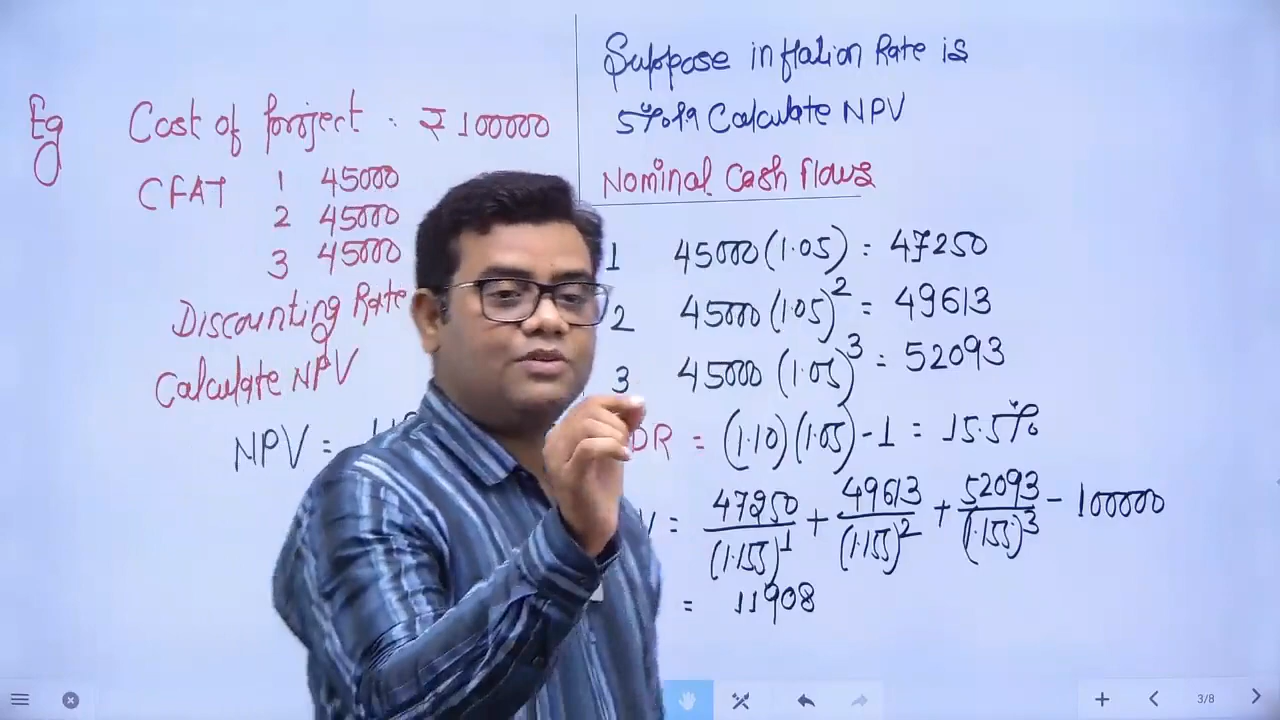 Eg Cost of Project : ₹ 100000
CFAT 1 45000
2 45000
3 45000
Discounting Rate
Calculate NPV
NPV =
Suppose inflation Rate is
5% Calculate NPV
Nominal Cash flows
1 45000(1.05) = 47250
2 45000(1.05)² = 49613
3 45000(1.05)³ = 52093
DR = (1.10)(1.05)-1 = 15.5%
= 47250/(1.155)¹ + 49613/(1.155)² + 52093/(1.155)³ - 100000
= 11908
3/8